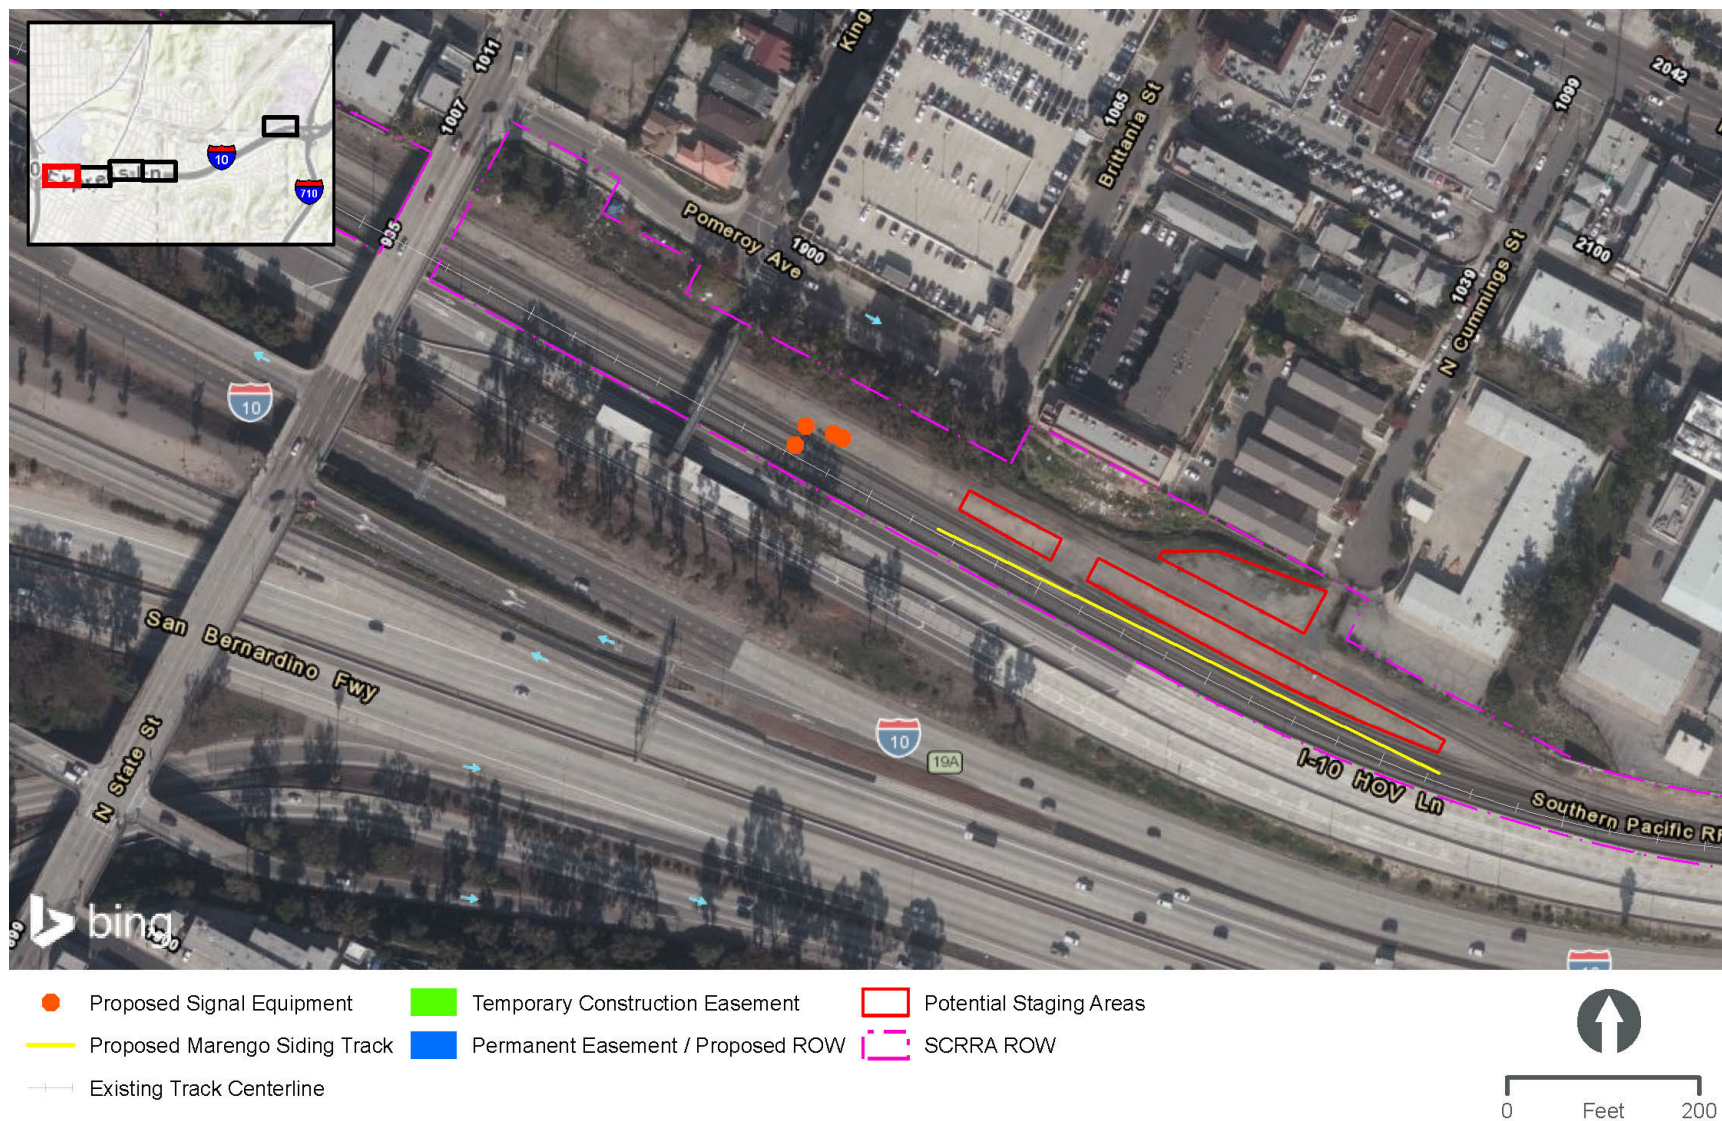 1011
King
1007
935
Pomeroy Ave
1900
1065
Brittania St
1099
2042
N Cummings St
1039
2100
10
710
10
San Bernardino Fwy
N State St
10
19A
I-10 HOV Ln
Southern Pacific RR
bing
899
Proposed Signal Equipment
Temporary Construction Easement
Potential Staging Areas
Proposed Marengo Siding Track
Permanent Easement / Proposed ROW
SCRRA ROW
Existing Track Centerline
0 Feet 200